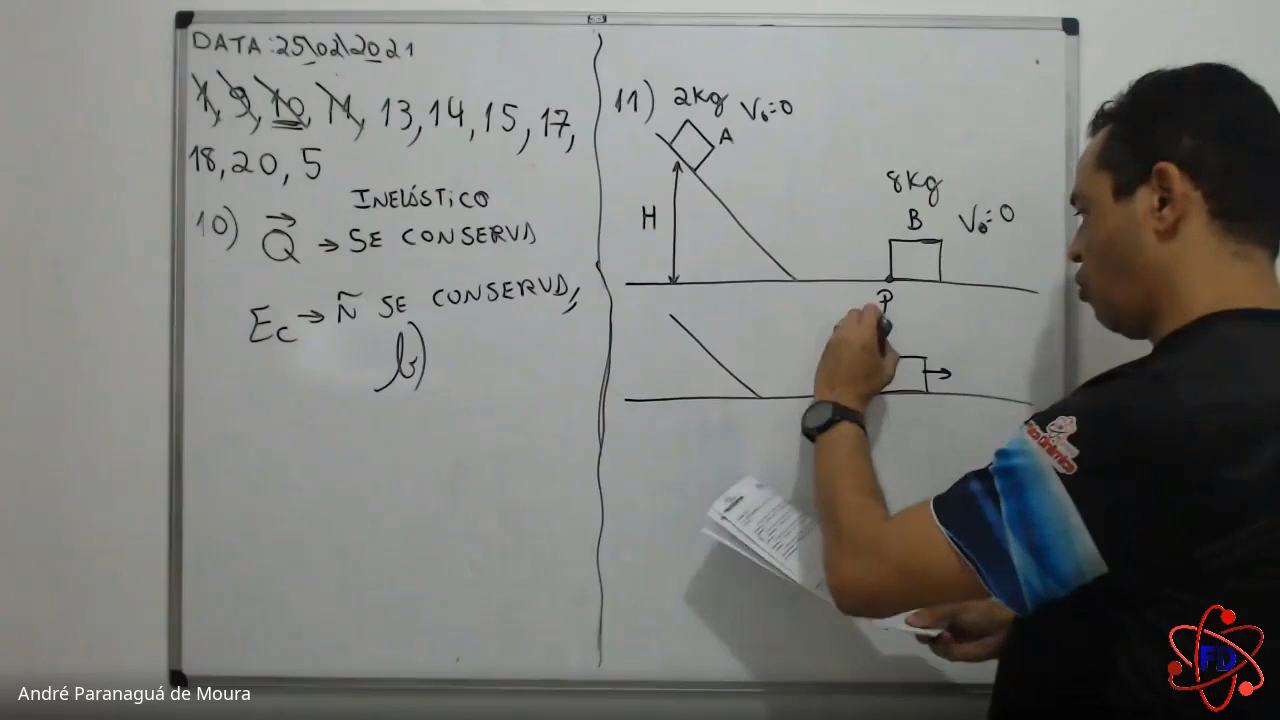 DATA: 25\02\2021
1, 9, 10, 11, 13, 14, 15, 17,
18, 20, 5
10) Q → SE CONSERVA
INELÁSTICO
Ec → Ñ SE CONSERVA,
b)
11) 2Kg V₀=0
A
H
8Kg
B V₀=0
P
André Paranaguá de Moura
FD